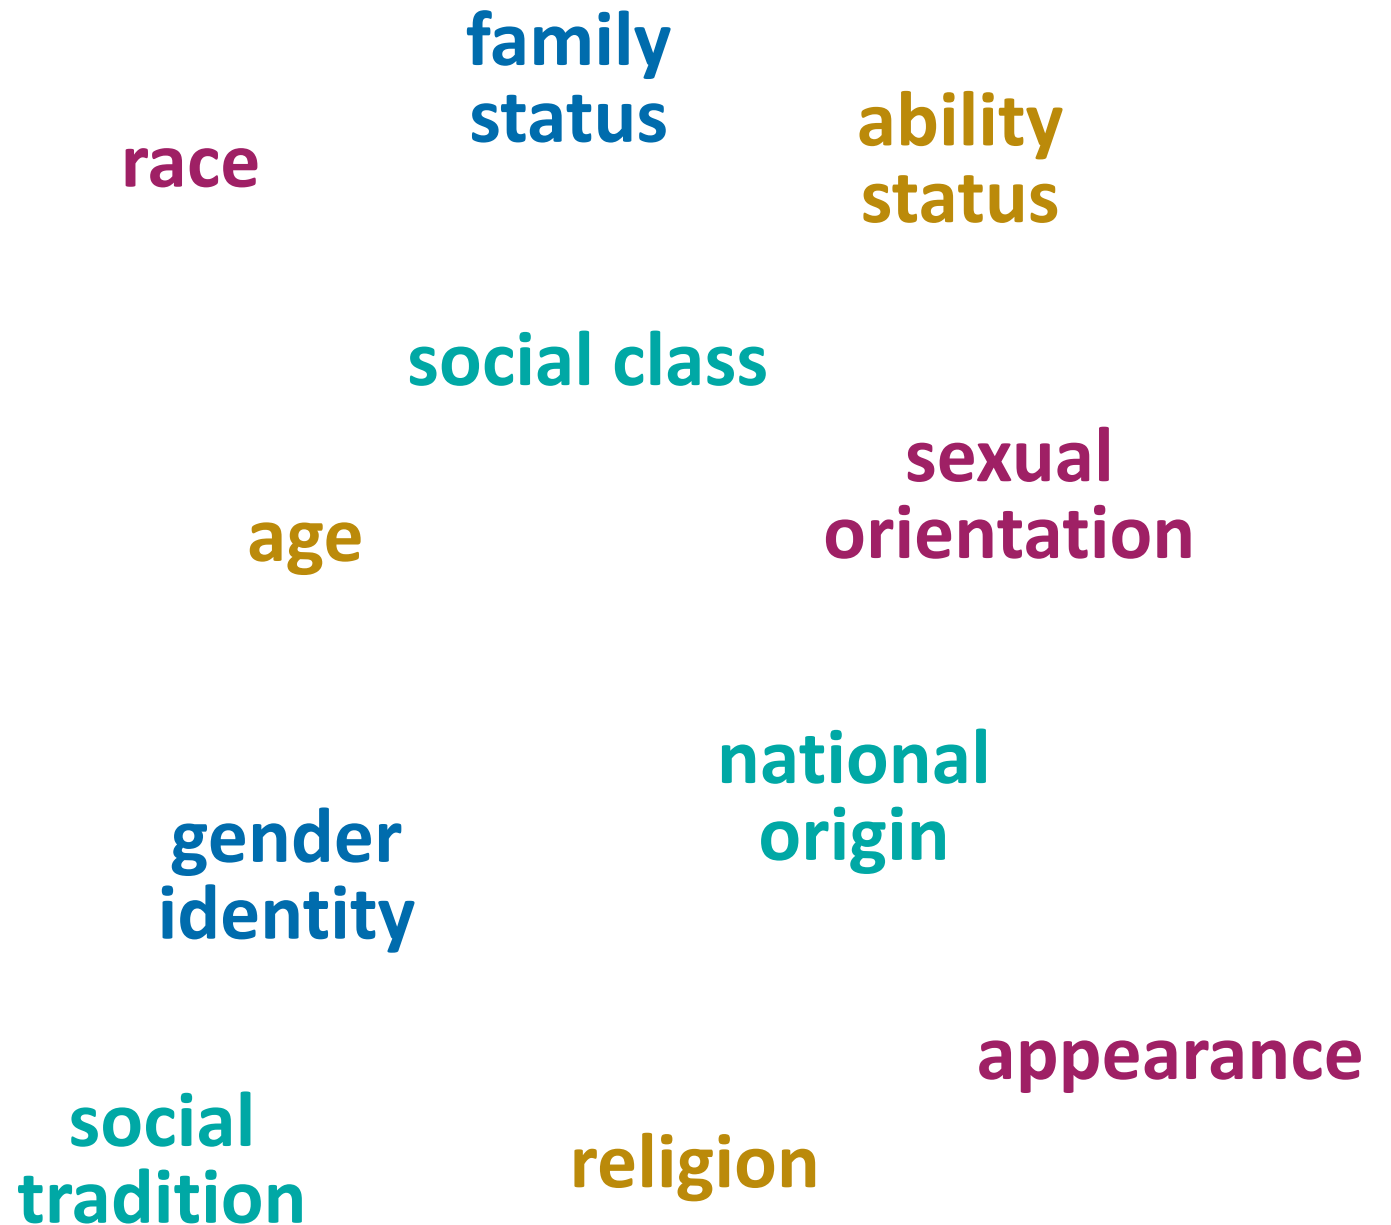 family
status
ability
status
race
social class
sexual
orientation
age
national
origin
gender
identity
appearance
social
tradition
religion